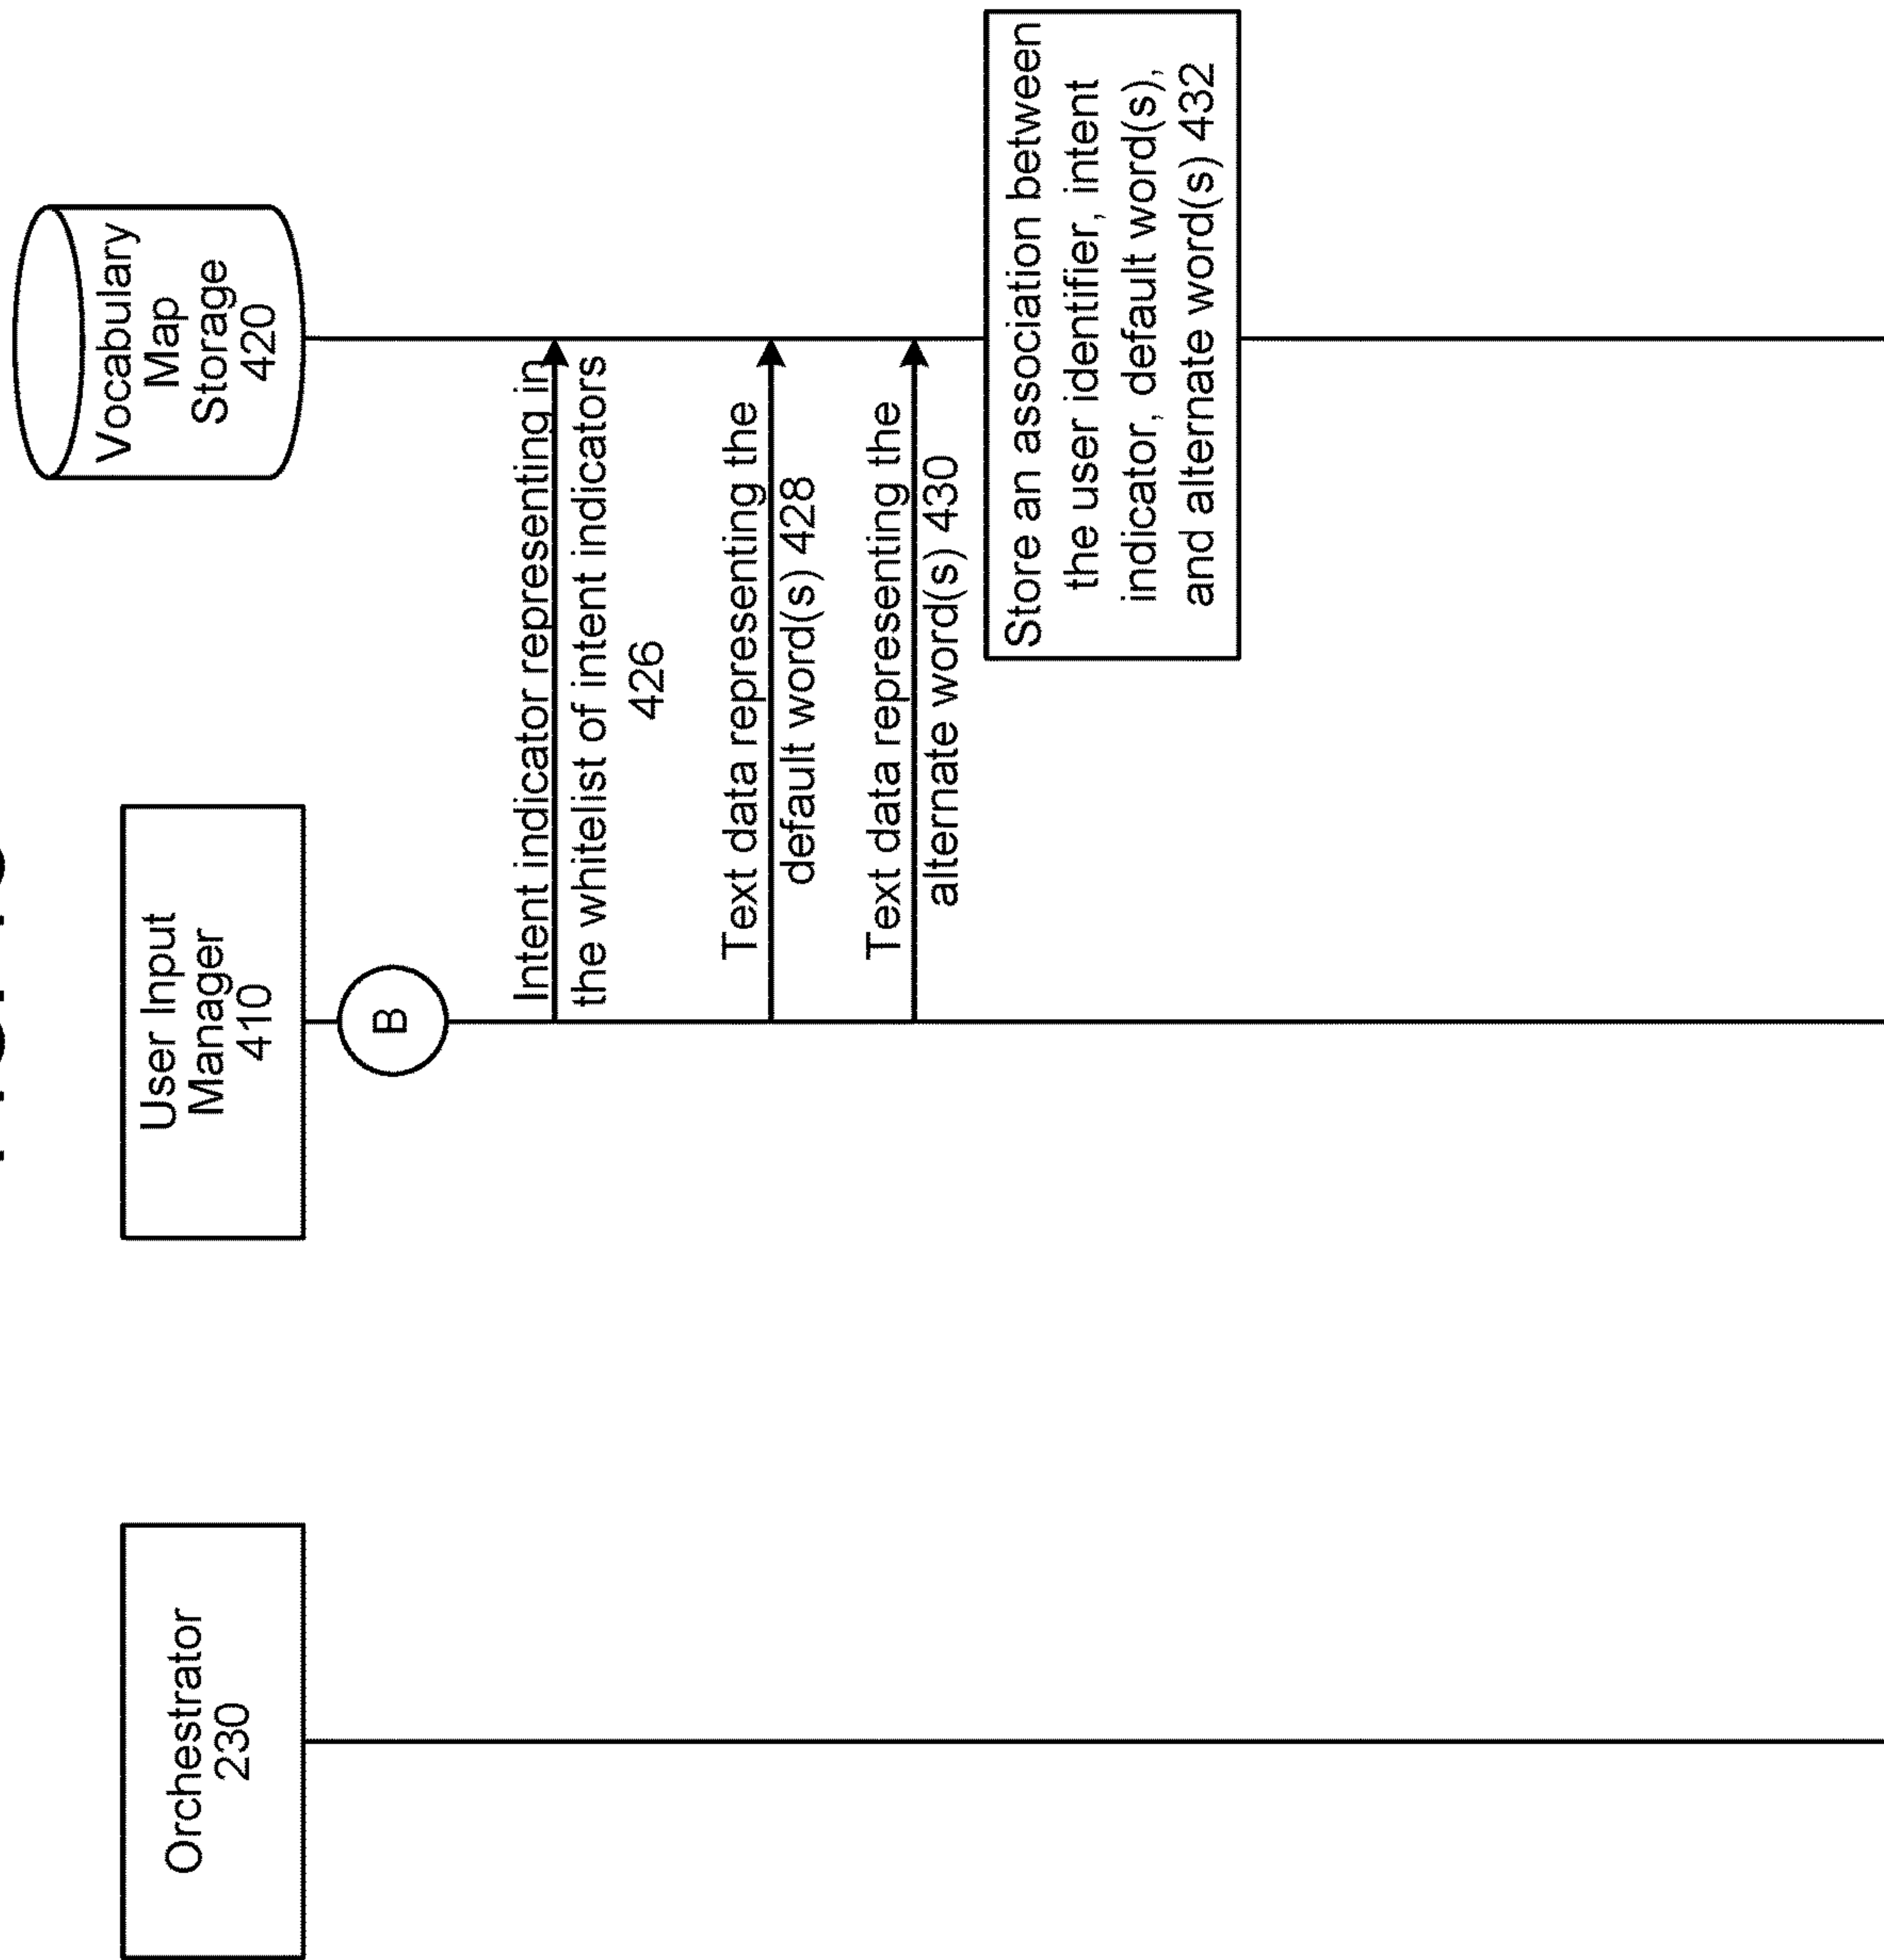 Orchestrator
230
User Input
Manager
410
Vocabulary
Map
Storage
420
B
Intent indicator representing in
the whitelist of intent indicators
426
Text data representing the
default word(s) 428
Text data representing the
alternate word(s) 430
Store an association between
the user identifier, intent
indicator, default word(s),
and alternate word(s) 432